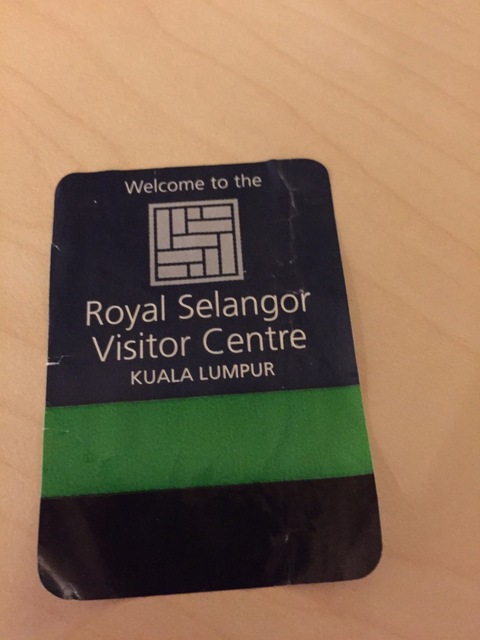 Welcome to the
Royal Selangor
Visitor Centre
KUALA LUMPUR